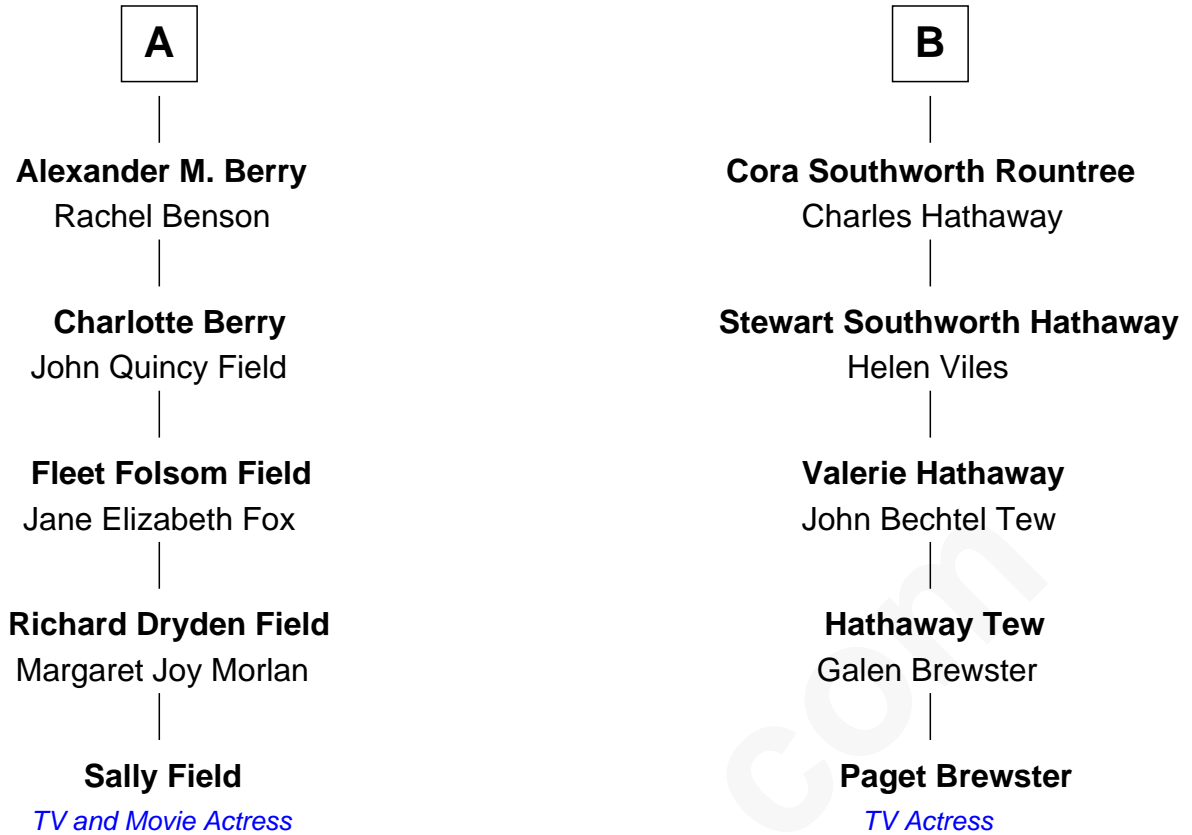 A
Alexander M. Berry
Rachel Benson
Charlotte Berry
John Quincy Field
Fleet Folsom Field
Jane Elizabeth Fox
Richard Dryden Field
Margaret Joy Morlan
Sally Field
TV and Movie Actress
B
Cora Southworth Rountree
Charles Hathaway
Stewart Southworth Hathaway
Helen Viles
Valerie Hathaway
John Bechtel Tew
Hathaway Tew
Galen Brewster
Paget Brewster
TV Actress
com